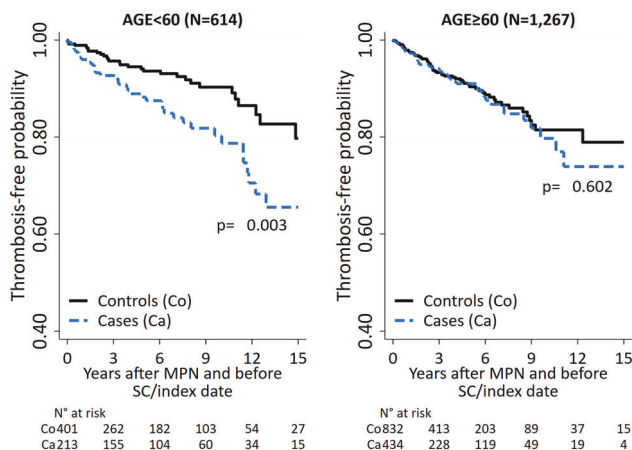 AGE<60 (N=614)
Thrombosis-free probability
1.00
0.80
0.60
0.40
p= 0.003
Controls (Co)
Cases (Ca)
0 3 6 9 12 15
Years after MPN and before
SC/index date
N° at risk
Co401 262 182 103 54 27
Ca213 155 104 60 34 15
AGE≥60 (N=1,267)
Thrombosis-free probability
1.00
0.80
0.60
0.40
p= 0.602
Controls (Co)
Cases (Ca)
0 3 6 9 12 15
Years after MPN and before
SC/index date
N° at risk
Co832 413 203 89 37 15
Ca434 228 119 49 19 4